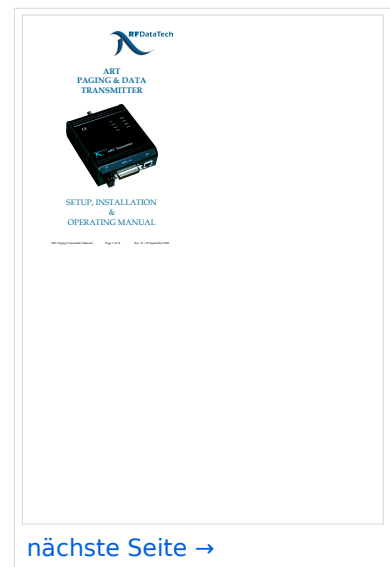 RFDataTech
ART
PAGING & DATA
TRANSMITTER
ART Transmitter
SETUP, INSTALLATION
&
OPERATING MANUAL
nächste Seite →